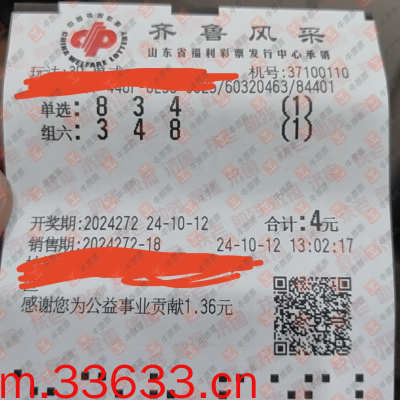 中国福利彩票
CHINA WELFARE LOTTERY
齐鲁风采
山东省福利彩票发行中心承销
玩法: 机号:37100110
/60320463/84401
单选: 8 3 4 (1)
组六: 3 4 8 (1)
开奖期:2024272 24-10-12 合计:4元
销售期:2024272-18 24-10-12 13:02:17
感谢您为公益事业贡献1.36元
m.33633.cn